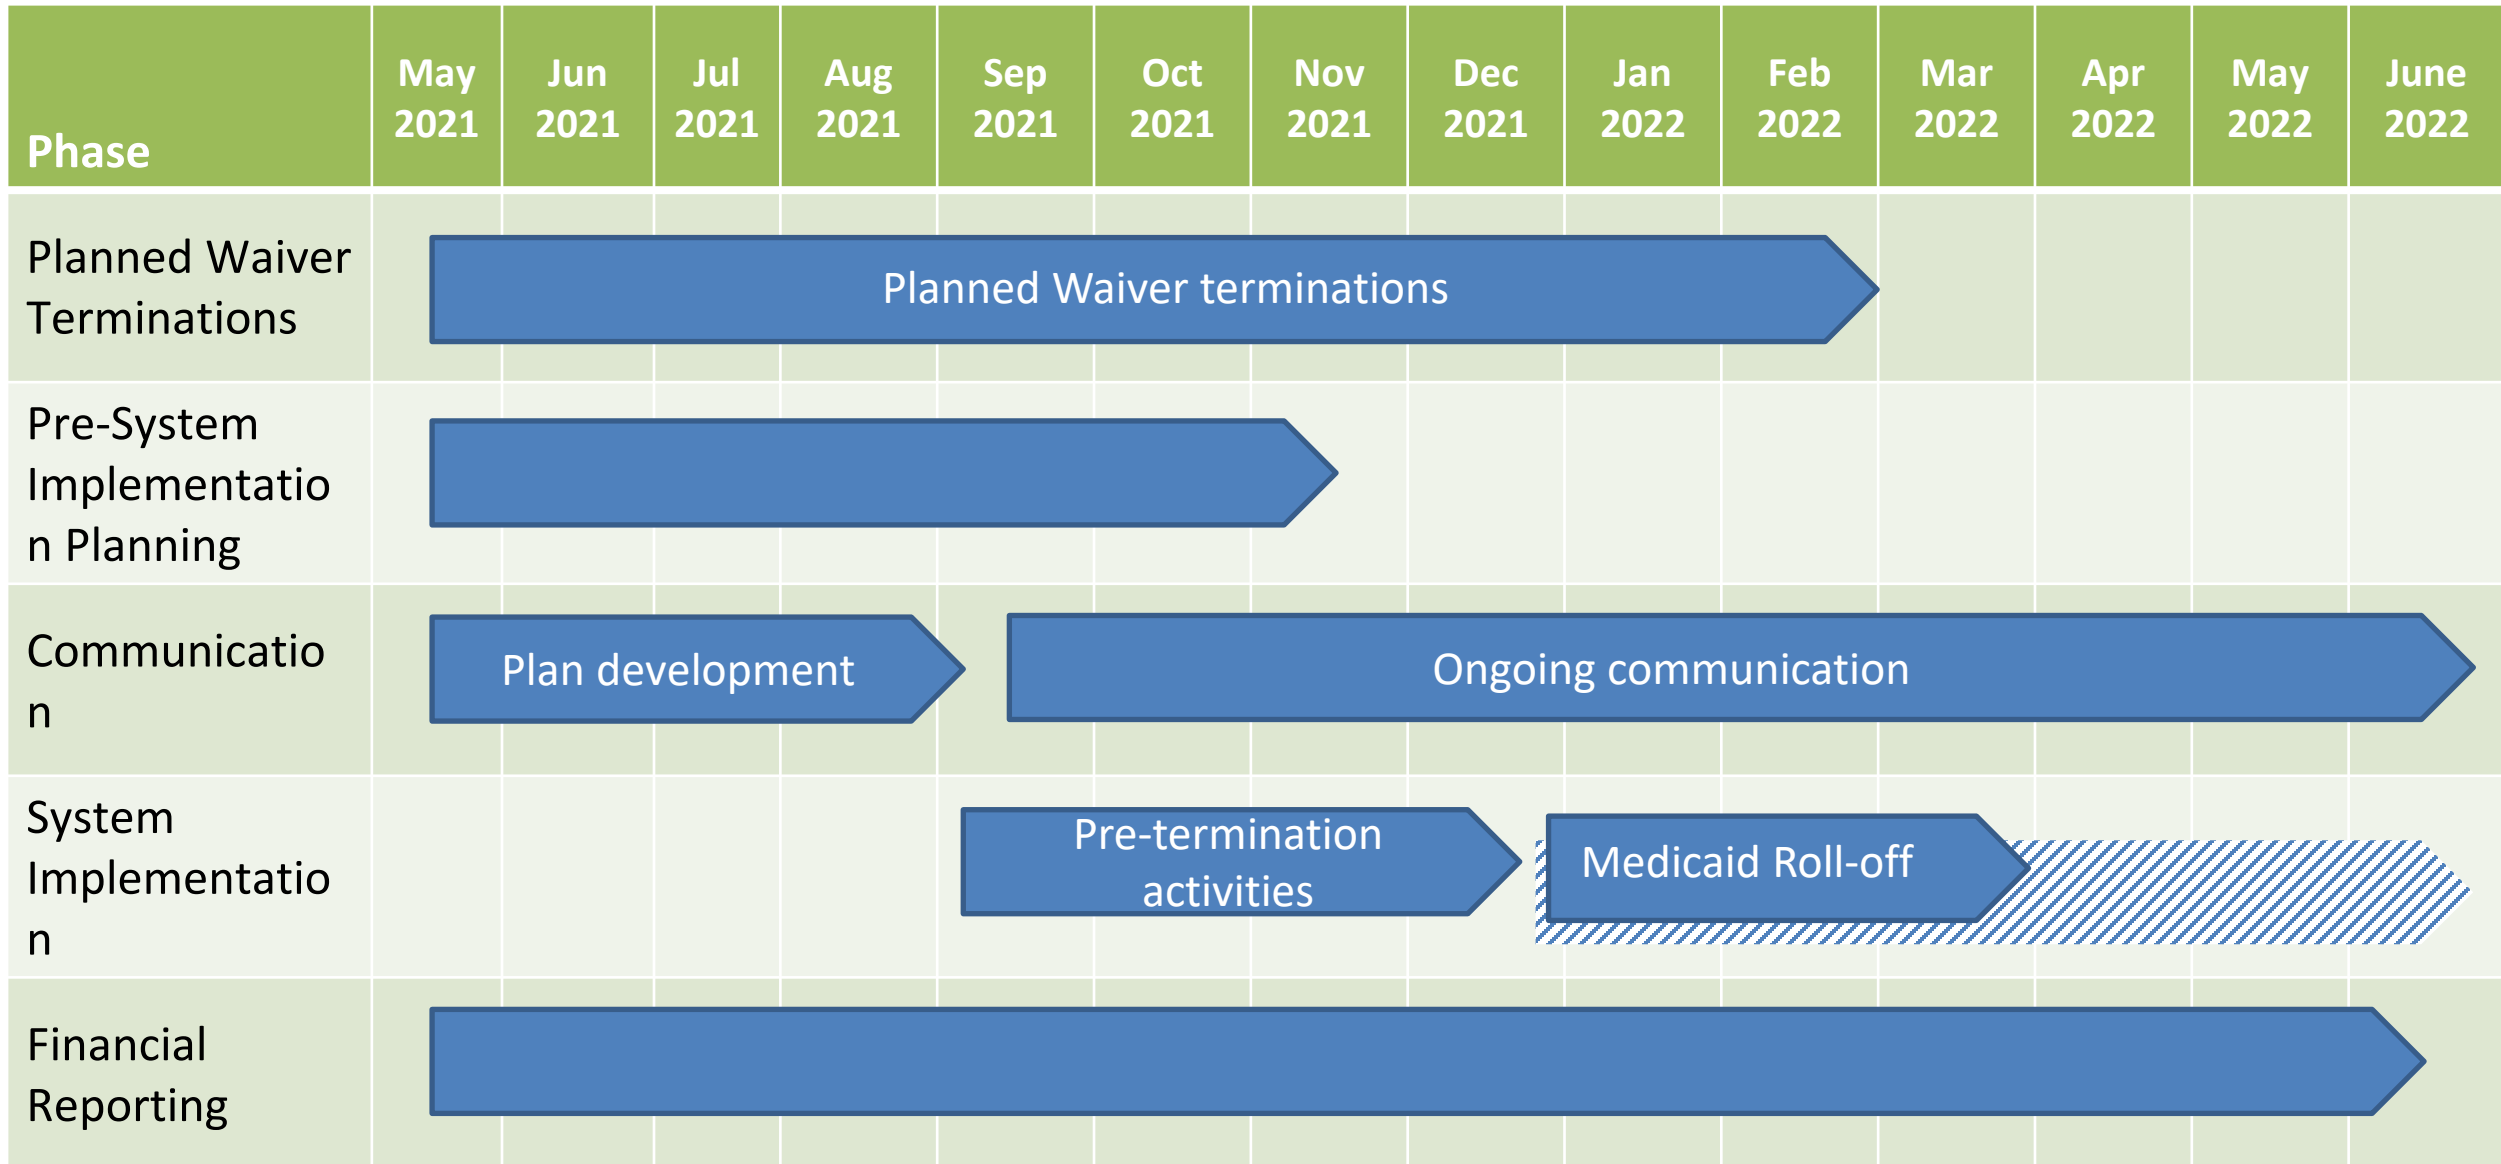 Phase
May
2021
Jun
2021
Jul
2021
Aug
2021
Sep
2021
Oct
2021
Nov
2021
Dec
2021
Jan
2022
Feb
2022
Mar
2022
Apr
2022
May
2022
June
2022
Planned Waiver
Terminations
Planned Waiver terminations
Pre-System
Implementatio
n Planning
Communicatio
n
Plan development
Ongoing communication
System
Implementatio
n
Pre-termination
activities
Medicaid Roll-off
Financial
Reporting